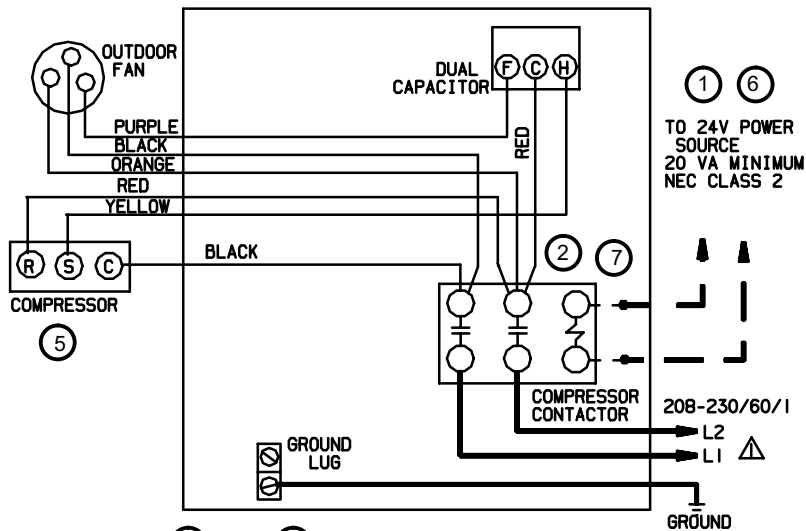 OUTDOOR
FAN
DUAL
CAPACITOR
F C H
1 6
TO 24V POWER
SOURCE
20 VA MINIMUM
NEC CLASS 2
PURPLE
BLACK
ORANGE
RED
YELLOW
RED
R S C
BLACK
COMPRESSOR
5
2 7
COMPRESSOR
CONTACTOR
208-230/60/1
L2
L1 1
GROUND
LUG
GROUND